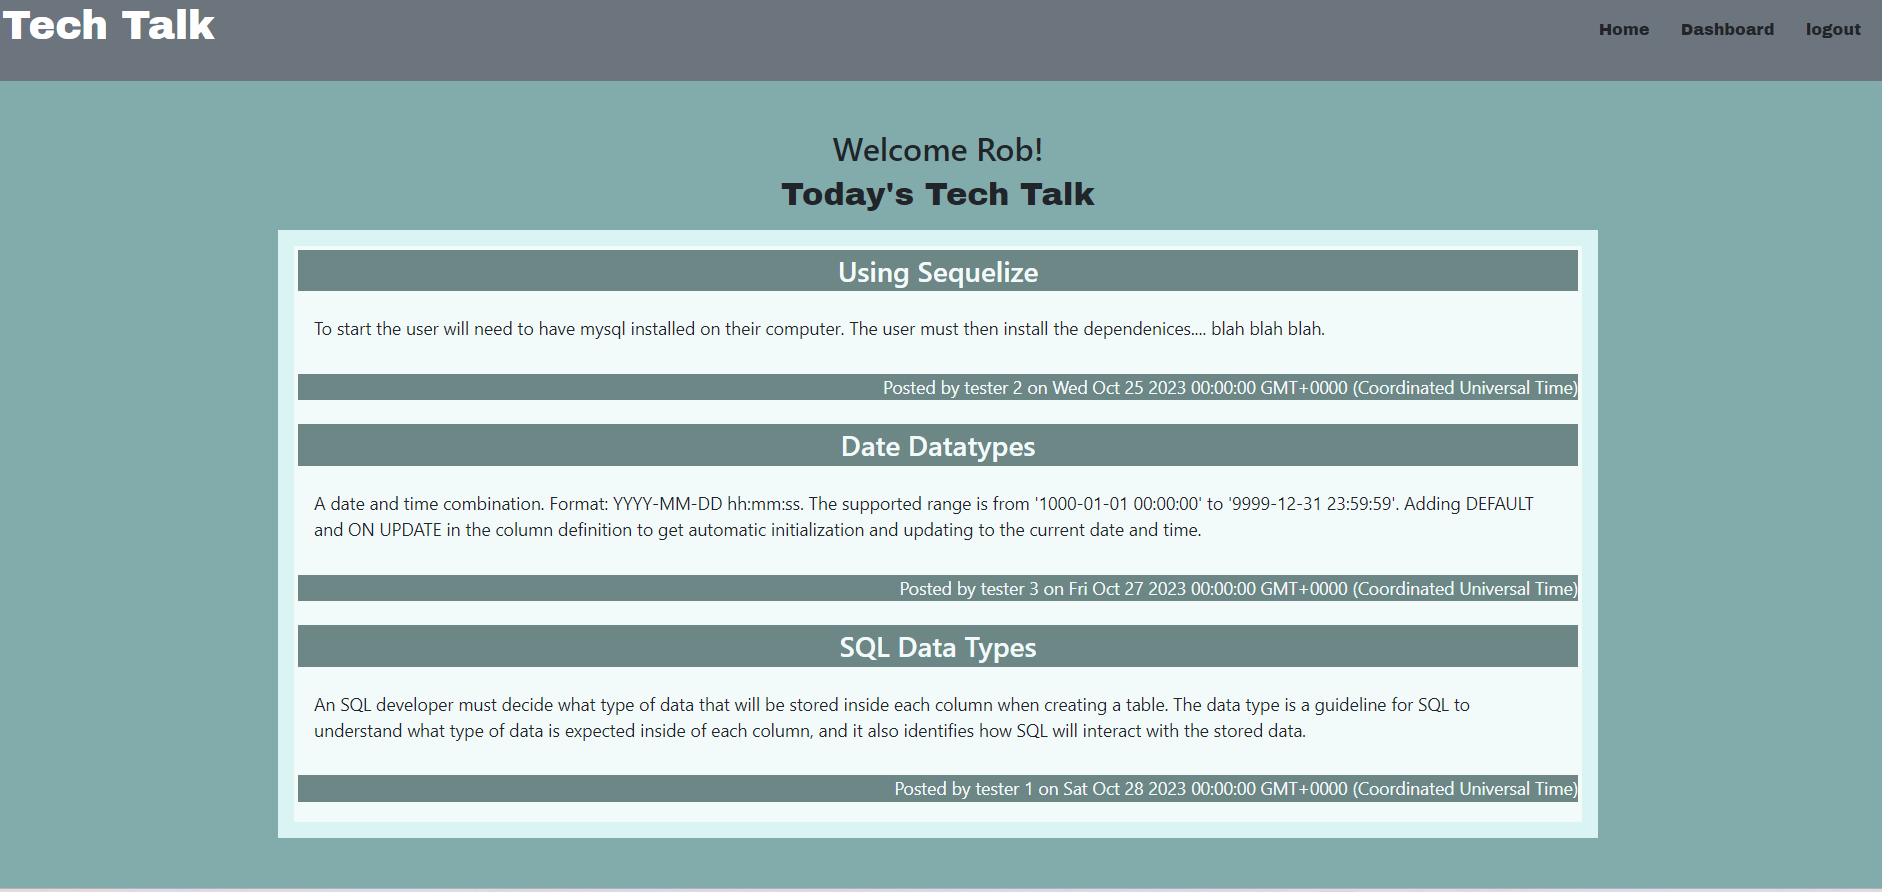 Tech Talk
Home Dashboard logout
Welcome Rob!
Today's Tech Talk
Using Sequelize
To start the user will need to have mysql installed on their computer. The user must then install the dependenices.... blah blah blah.
Posted by tester 2 on Wed Oct 25 2023 00:00:00 GMT+0000 (Coordinated Universal Time)
Date Datatypes
A date and time combination. Format: YYYY-MM-DD hh:mm:ss. The supported range is from '1000-01-01 00:00:00' to '9999-12-31 23:59:59'. Adding DEFAULT
and ON UPDATE in the column definition to get automatic initialization and updating to the current date and time.
Posted by tester 3 on Fri Oct 27 2023 00:00:00 GMT+0000 (Coordinated Universal Time)
SQL Data Types
An SQL developer must decide what type of data that will be stored inside each column when creating a table. The data type is a guideline for SQL to
understand what type of data is expected inside of each column, and it also identifies how SQL will interact with the stored data.
Posted by tester 1 on Sat Oct 28 2023 00:00:00 GMT+0000 (Coordinated Universal Time)